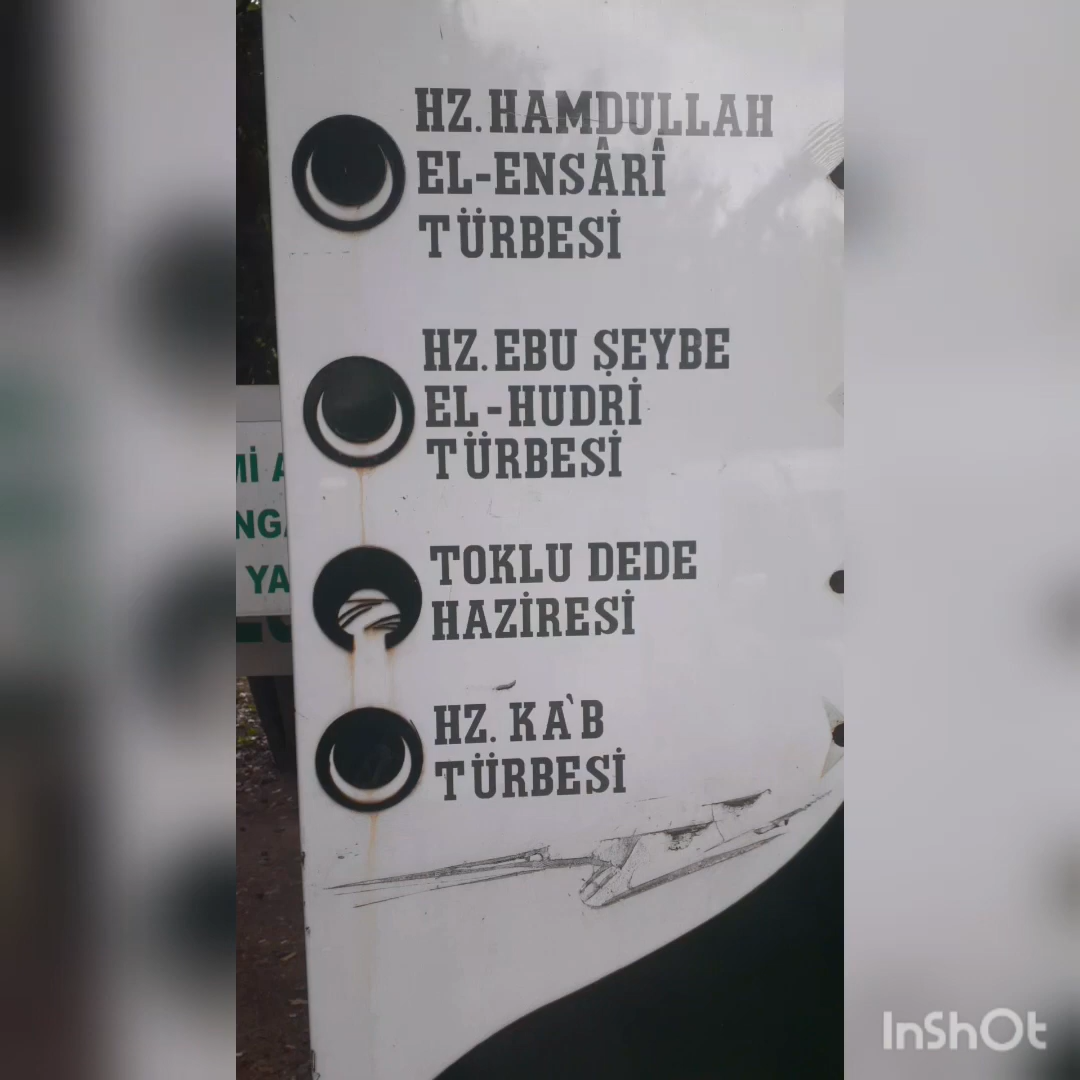 HZ. HAMDULLAH
EL-ENSÂRÎ
TÜRBESİ
HZ. EBU ŞEYBE
EL-HUDRİ
TÜRBESİ
TOKLU DEDE
HAZİRESİ
HZ. KA`B
TÜRBESİ
InShOt